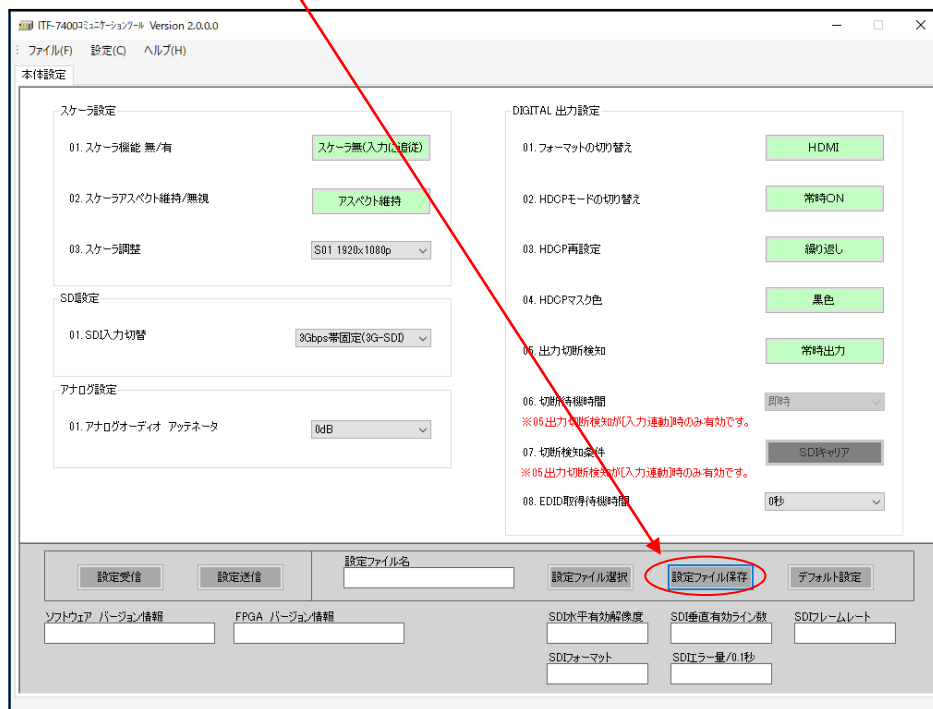 ITF-7400ｺﾐｭﾆｹｰｼｮﾝﾂｰﾙ Version 2.0.0.0
ファイル(F) 設定(C) ヘルプ(H)
本体設定
スケーラ設定
01. スケーラ機能 無/有 スケーラ無(入力に追従)
02. スケーラアスペクト維持/無視 アスペクト維持
03. スケーラ調整 S01 1920x1080p
SDI設定
01. SDI入力切替 3Gbps帯固定(3G-SDI)
アナログ設定
01. アナログオーディオ アッテネータ 0dB
DIGITAL 出力設定
01. フォーマットの切り替え HDMI
02. HDCPモードの切り替え 常時ON
03. HDCP再設定 繰り返し
04. HDCPマスク色 黒色
05. 出力切断検知 常時出力
06. 切断待機時間 即時
※05.出力切断検知が[入力連動]時のみ有効です。
07. 切断検知条件 SDIキャリア
※05.出力切断検知が[入力連動]時のみ有効です。
08. EDID取得待機時間 0秒
設定受信 設定送信 設定ファイル名 設定ファイル選択 設定ファイル保存 デフォルト設定
ソフトウェア バージョン情報 FPGA バージョン情報 SDI水平有効解像度 SDI垂直有効ライン数 SDIフレームレート
SDIフォーマット SDIエラー量/0.1秒